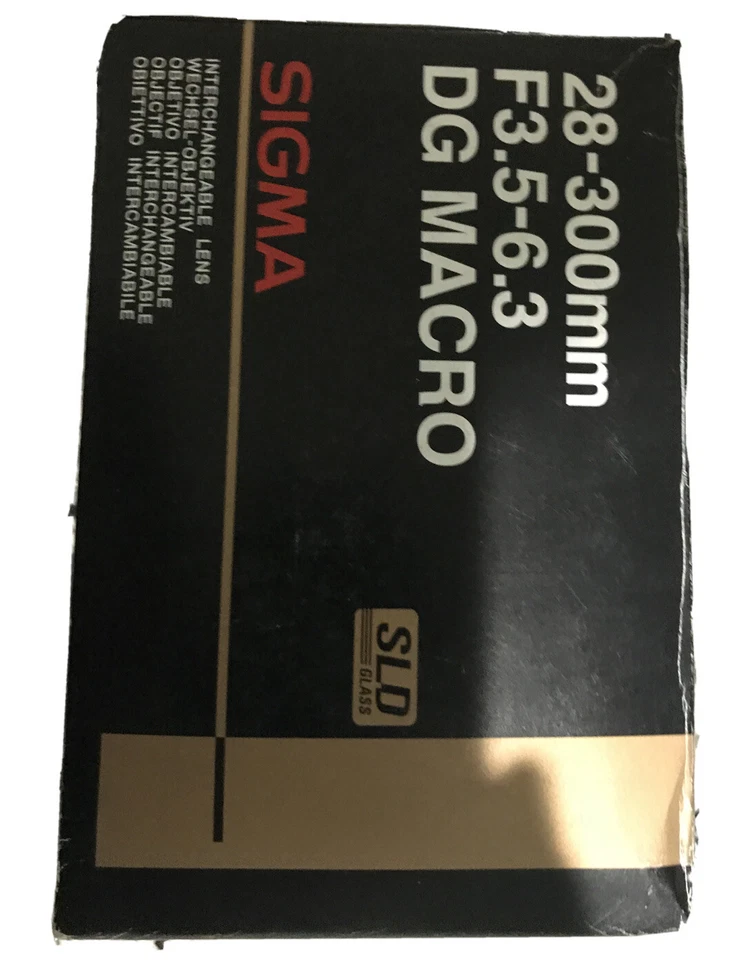 28-300mm
F3.5-6.3
DG MACRO
SLD
GLASS
SIGMA
INTERCHANGEABLE LENS
WECHSEL-OBJEKTIV
OBJETIVO INTERCAMBIABLE
OBJECTIF INTERCHANGEABLE
OBIETTIVO INTERCAMBIABILE